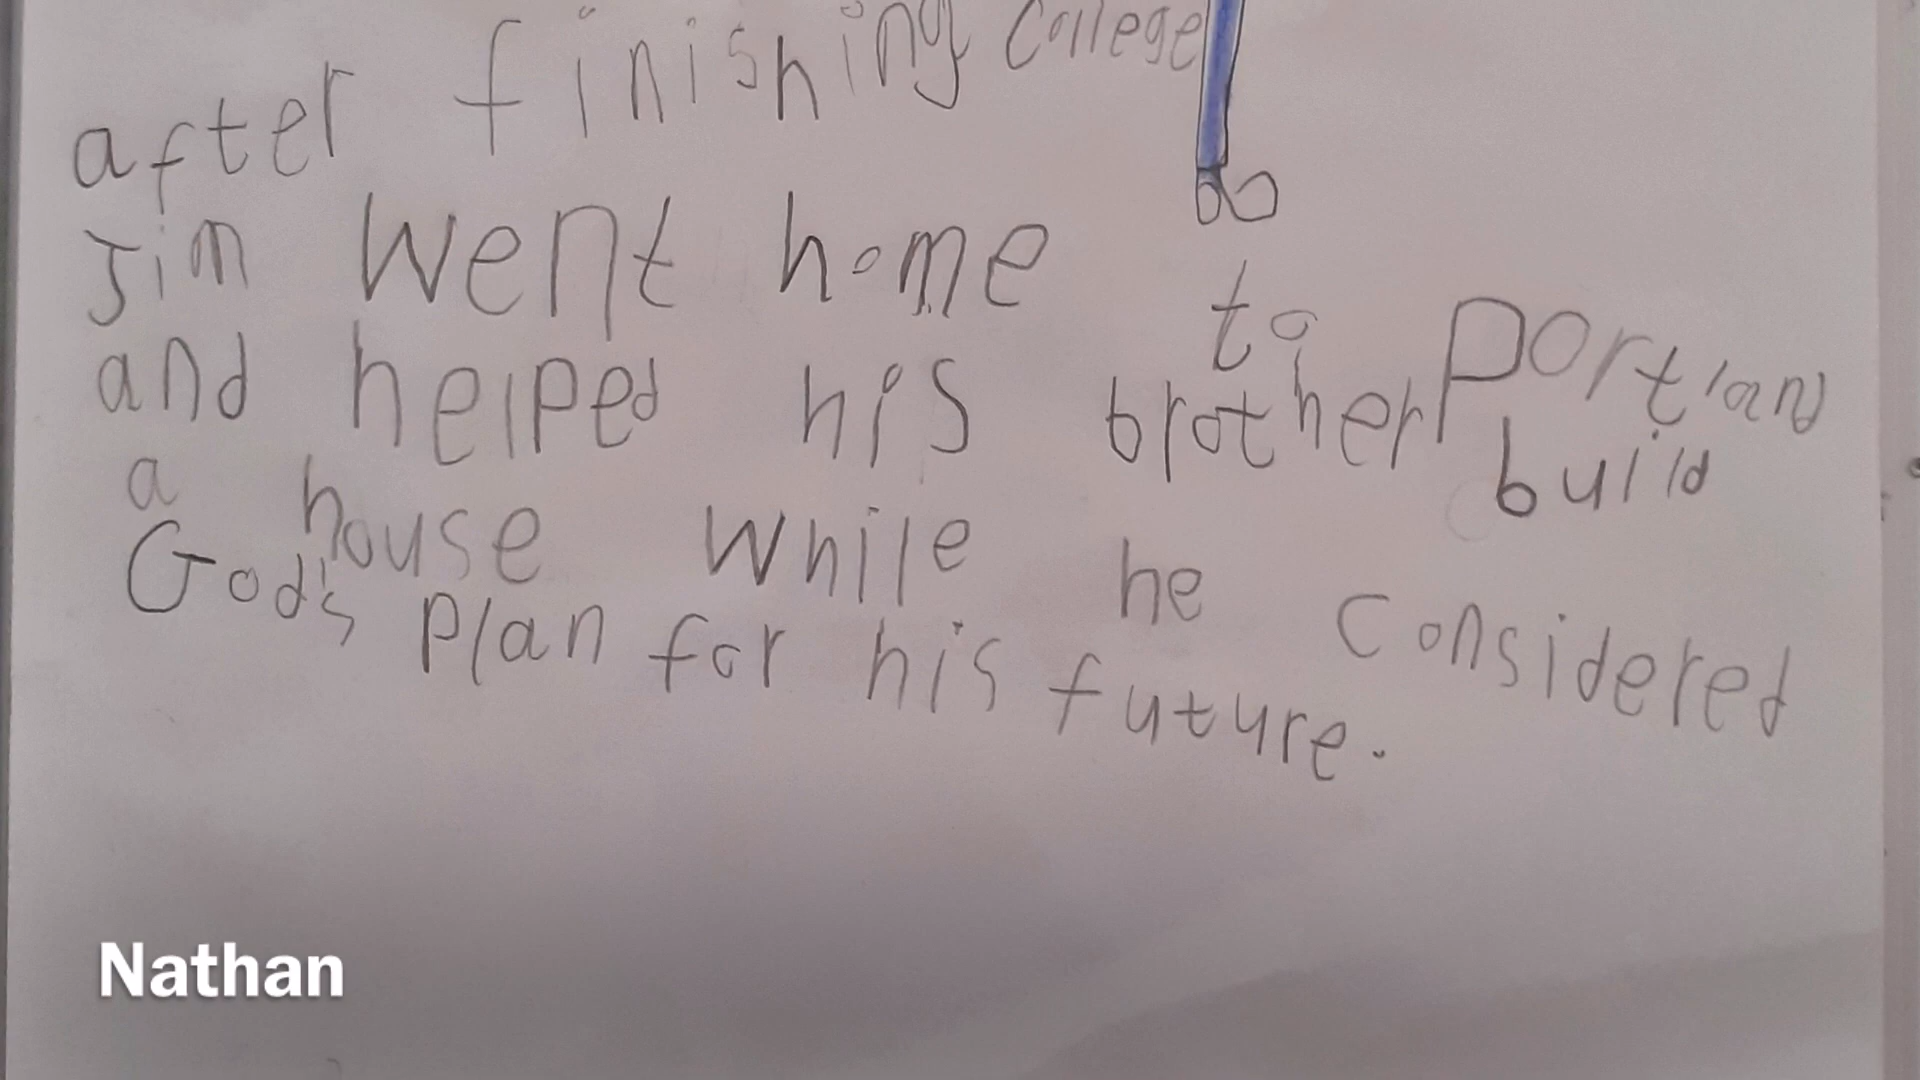 after finishing college
Jim went home to Portland
and helped his brother build
a house while he considered
God's plan for his future.
Nathan